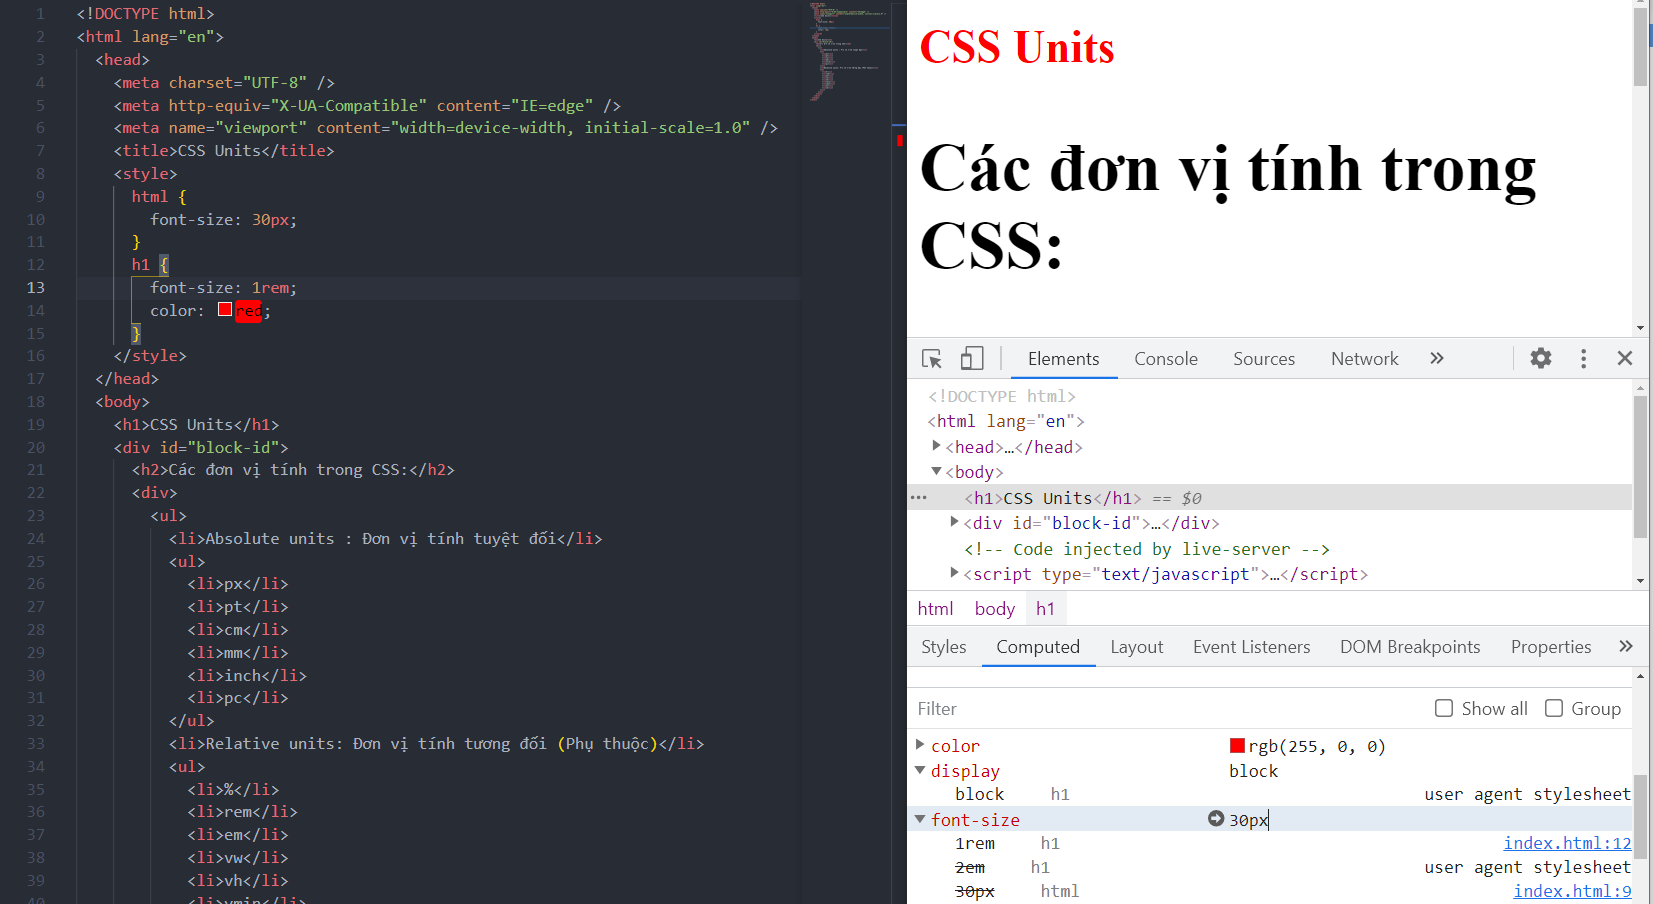 1 <!DOCTYPE html>
2 <html lang="en">
3 <head>
4 <meta charset="UTF-8" />
5 <meta http-equiv="X-UA-Compatible" content="IE=edge" />
6 <meta name="viewport" content="width=device-width, initial-scale=1.0" />
7 <title>CSS Units</title>
8 <style>
9 html {
10 font-size: 30px;
11 }
12 h1 {
13 font-size: 1rem;
14 color: red;
15 }
16 </style>
17 </head>
18 <body>
19 <h1>CSS Units</h1>
20 <div id="block-id">
21 <h2>Các đơn vị tính trong CSS:</h2>
22 <div>
23 <ul>
24 <li>Absolute units : Đơn vị tính tuyệt đối</li>
25 <ul>
26 <li>px</li>
27 <li>pt</li>
28 <li>cm</li>
29 <li>mm</li>
30 <li>inch</li>
31 <li>pc</li>
32 </ul>
33 <li>Relative units: Đơn vị tính tương đối (Phụ thuộc)</li>
34 <ul>
35 <li>%</li>
36 <li>rem</li>
37 <li>em</li>
38 <li>vw</li>
39 <li>vh</li>
40 <li>vmin</li>
CSS Units
Các đơn vị tính trong
CSS:
Elements Console Sources Network
<!DOCTYPE html>
<html lang="en">
<head>…</head>
<body>
<h1>CSS Units</h1> == $0
<div id="block-id">…</div>
<!-- Code injected by live-server -->
<script type="text/javascript">…</script>
html body h1
Styles Computed Layout Event Listeners DOM Breakpoints Properties
Filter Show all Group
color rgb(255, 0, 0)
display block
block h1 user agent stylesheet
font-size 30px
1rem h1 index.html:12
2em h1 user agent stylesheet
30px html index.html:9